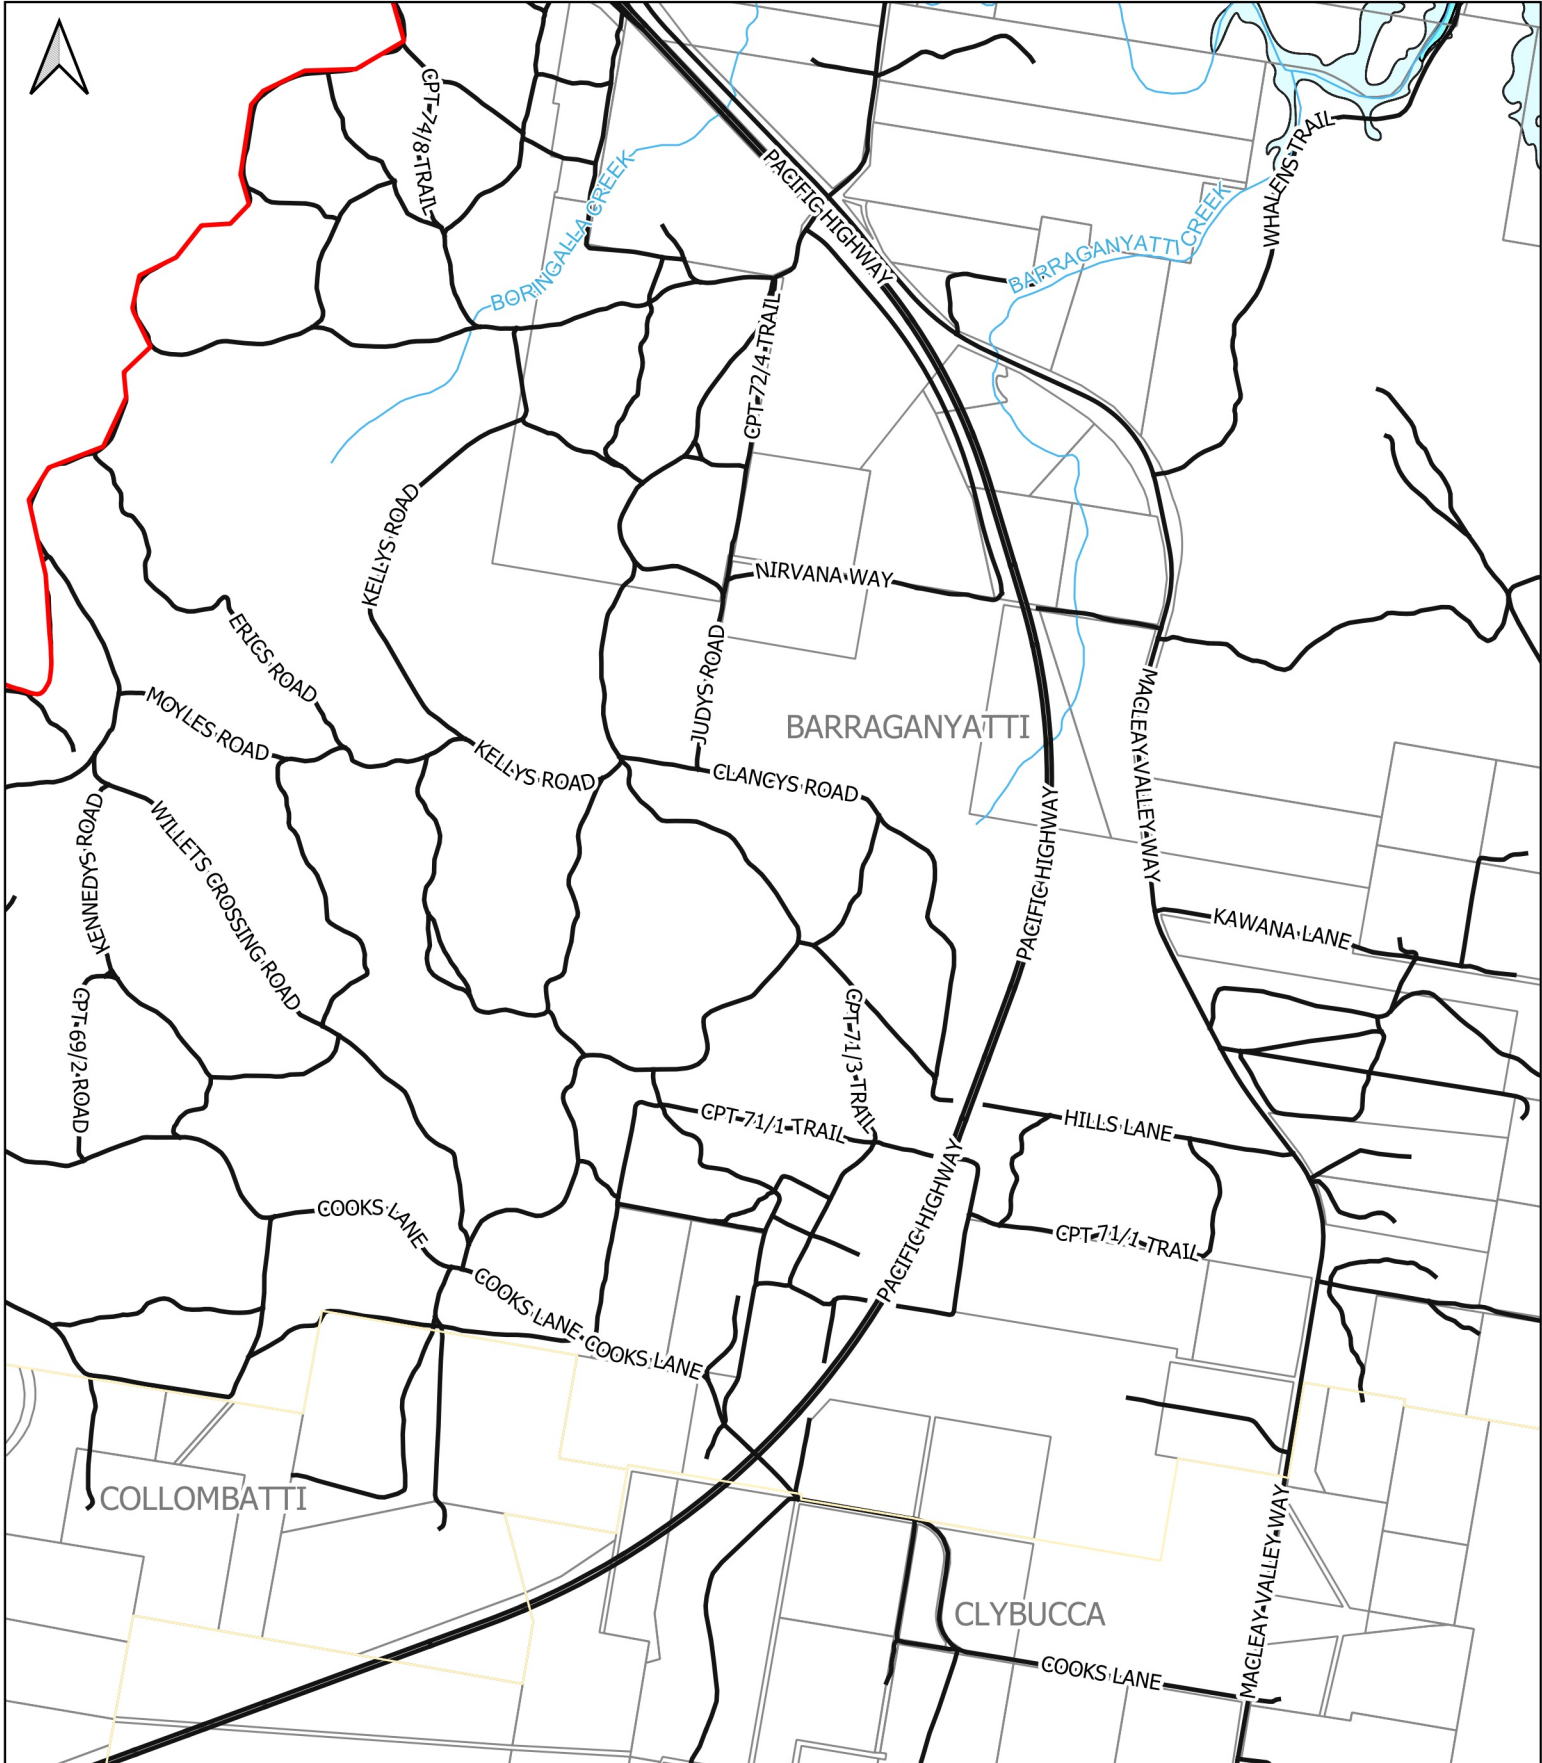 CPT-74/8-TRAIL
WHALENS-TRAIL
PACIFIC HIGHWAY
BORINGALLA CREEK
BARRAGANYATTI CREEK
CPT-72/4-TRAIL
KELLYS ROAD
NIRVANA WAY
ERICS ROAD
JUDYS ROAD
MOYLES ROAD
BARRAGANYATTI
MACLEAY-VALLEY-WAY
KELLYS ROAD
CLANCYS ROAD
KENNEDYS ROAD
WILLETS CROSSING ROAD
PACIFIC HIGHWAY
KAWANA LANE
CPT-69/2-ROAD
CPT-71/3-TRAIL
CPT-71/1-TRAIL
HILLS LANE
PACIFIC HIGHWAY
COOKS LANE
CPT-71/1-TRAIL
COOKS LANE
COOKS LANE
COLLOMBATTI
MACLEAY-VALLEY-WAY
CLYBUCCA
COOKS LANE